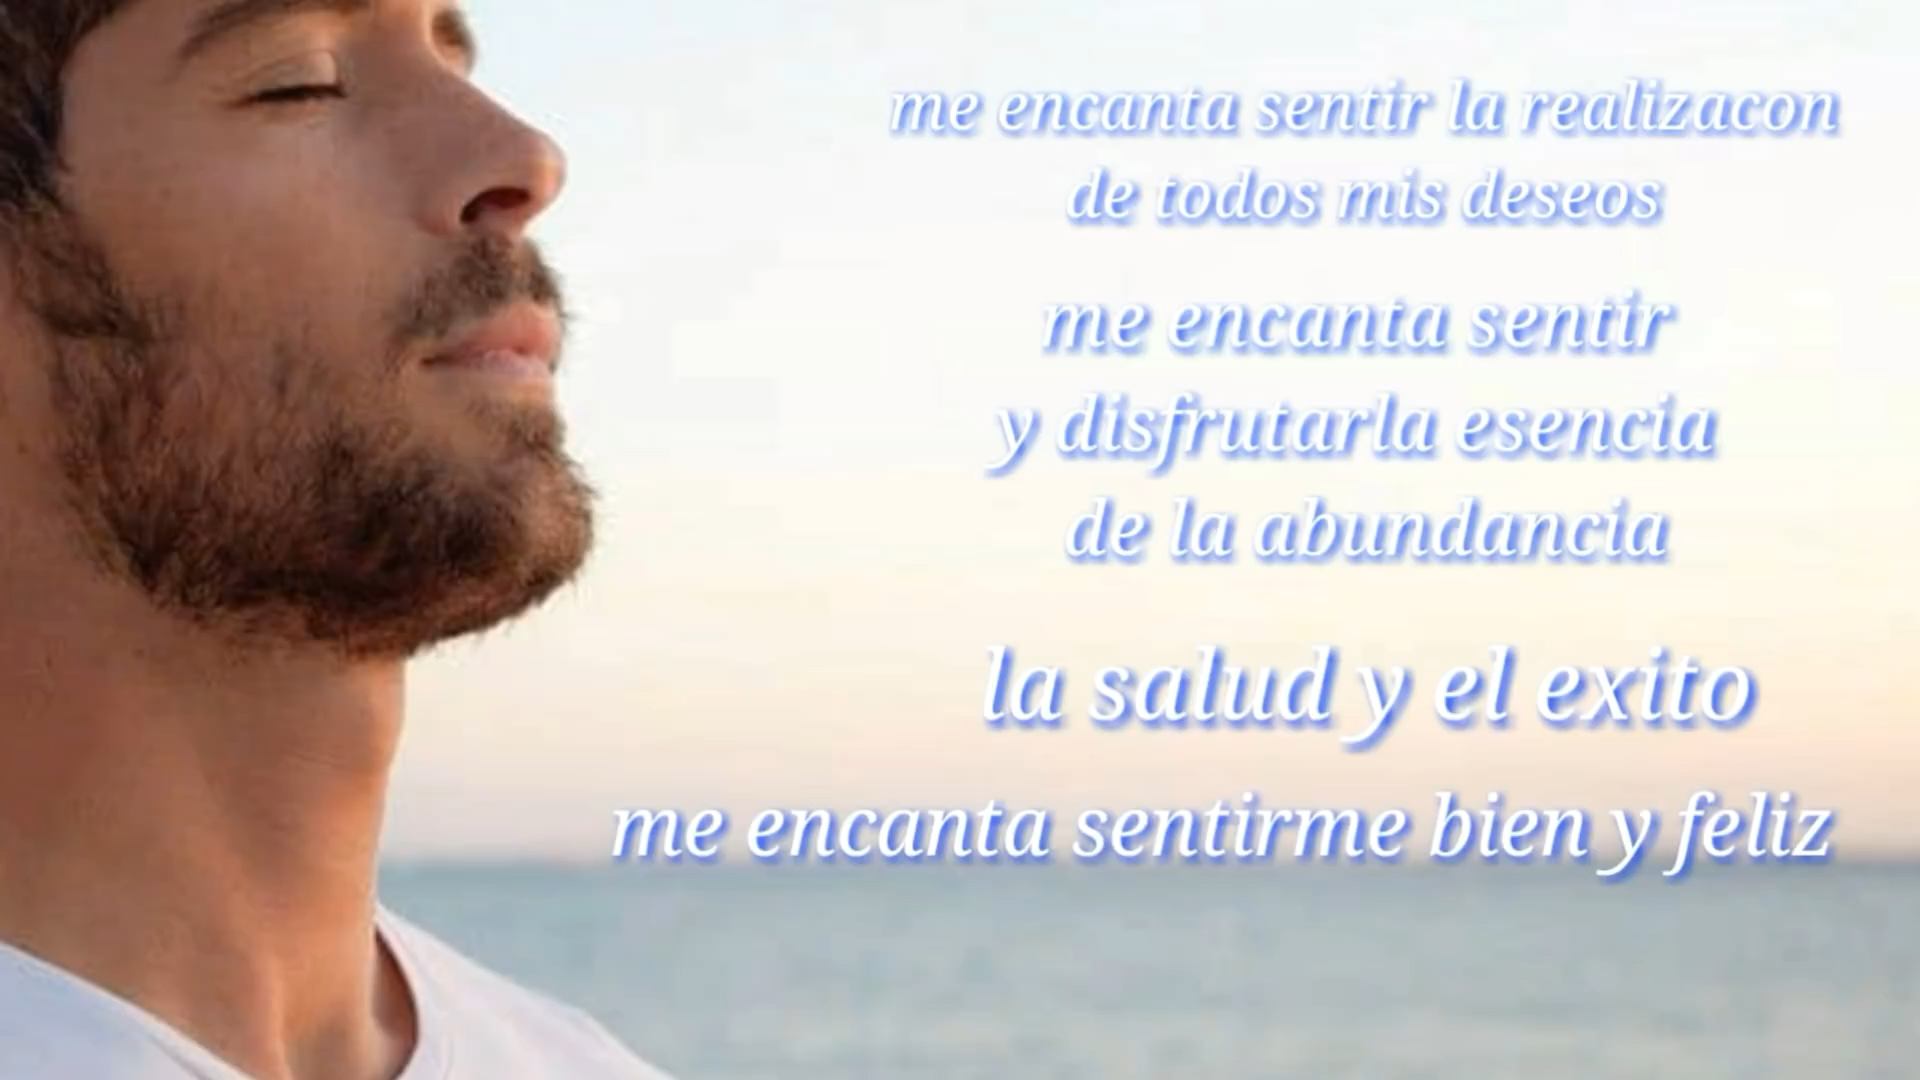 me encanta sentir la realizacon
de todos mis deseos
me encanta sentir
y disfrutarla esencia
de la abundancia
la salud y el exito
me encanta sentirme bien y feliz